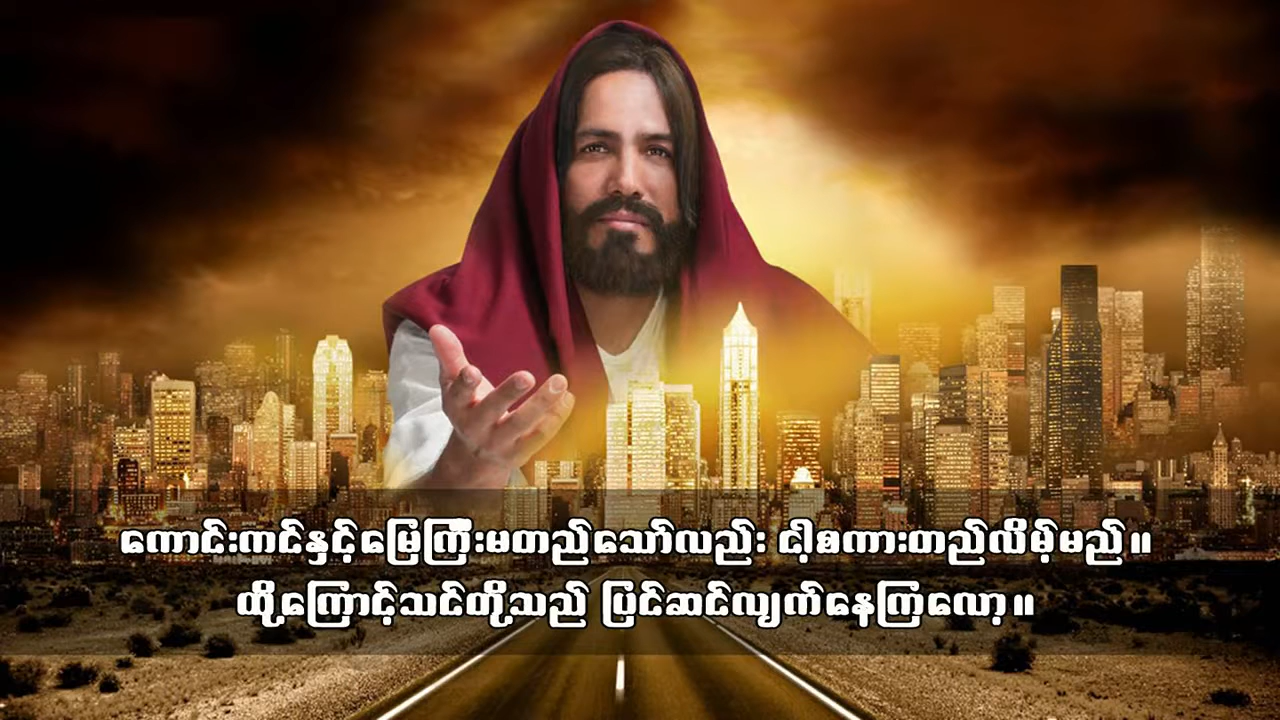 ကောင်းကင်နှင့်မြေကြီးမတည်သော်လည်း ငါ့စကားတည်လိမ့်မည်။
ထို့ကြောင့်သင်တို့သည် ပြင်ဆင်လျက်နေကြလော့။